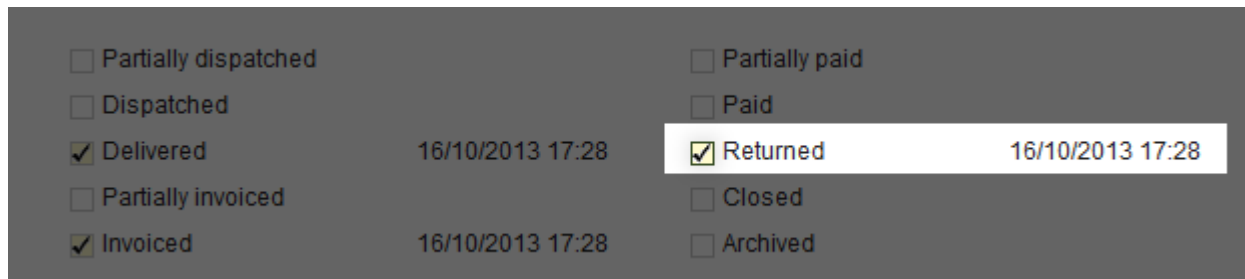 Partially dispatched
Dispatched
Delivered 16/10/2013 17:28
Partially invoiced
Invoiced 16/10/2013 17:28
Partially paid
Paid
Returned 16/10/2013 17:28
Closed
Archived